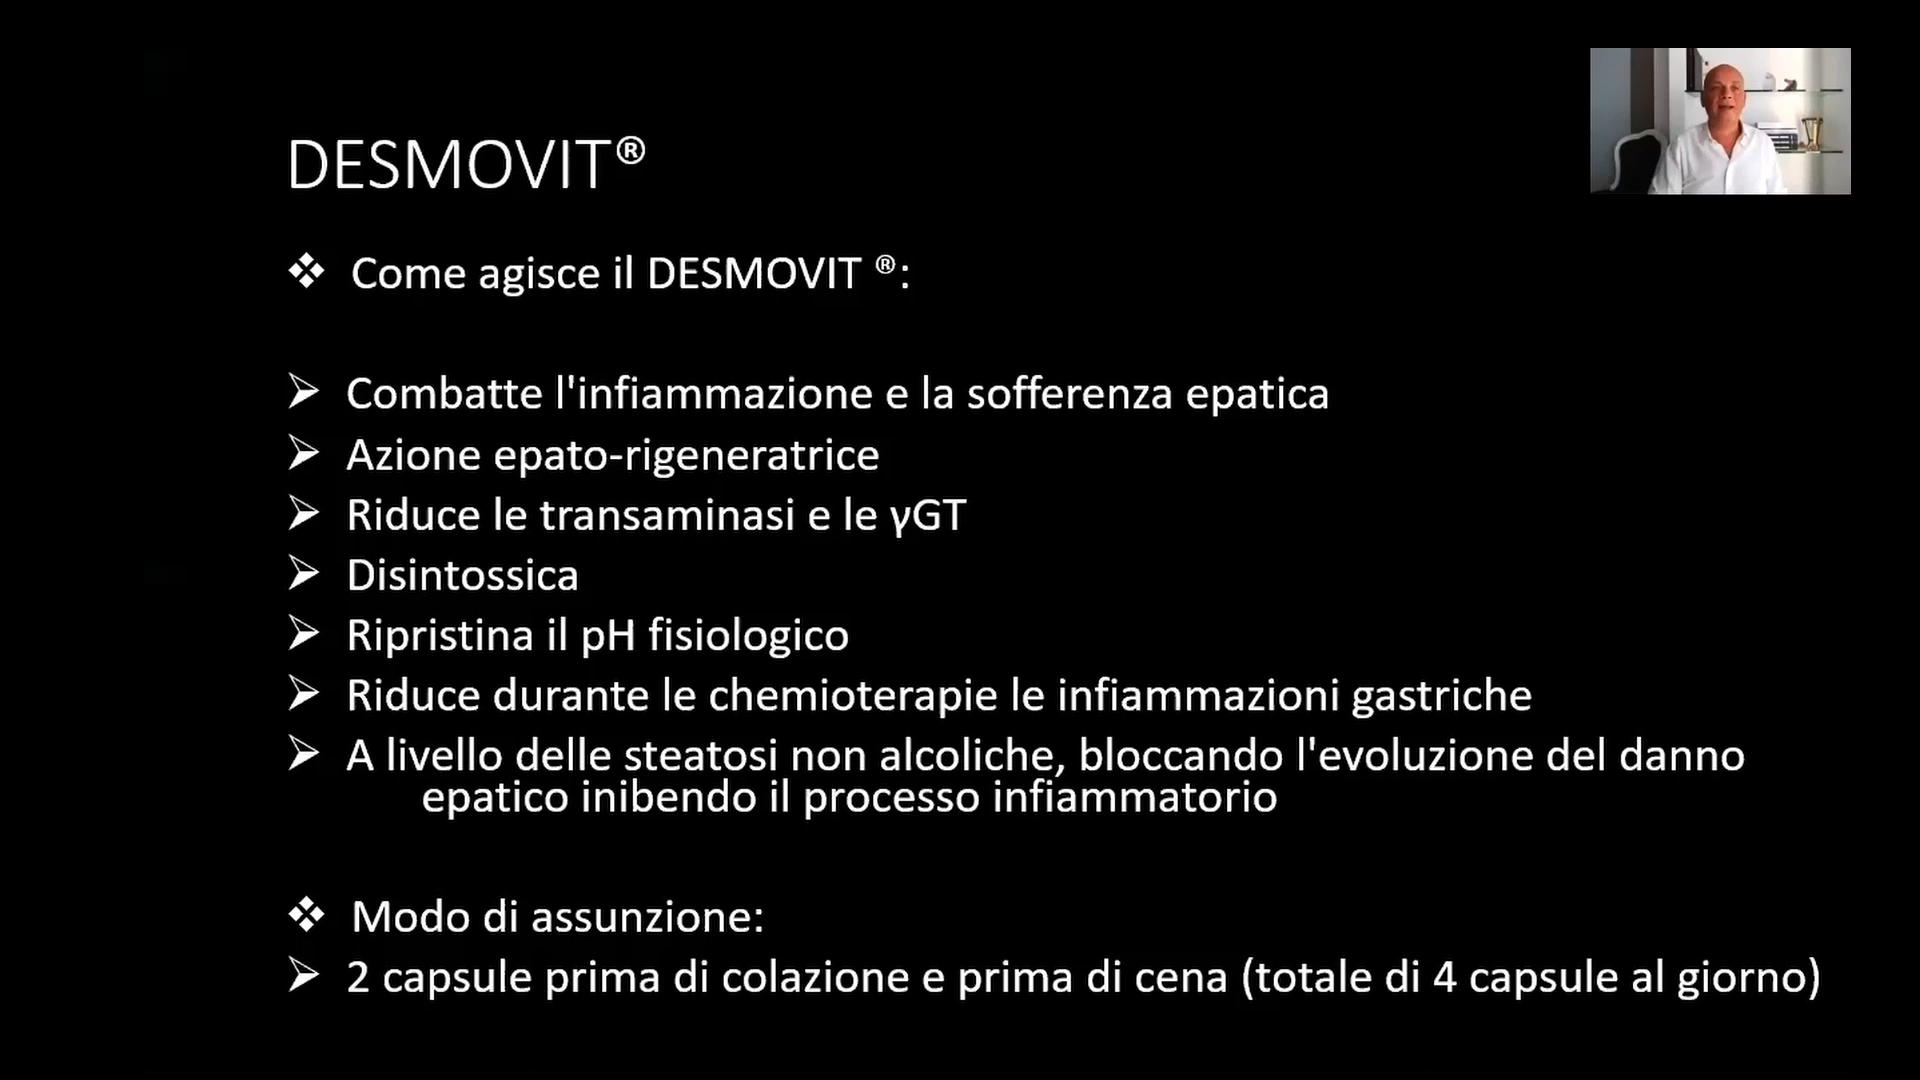 DESMOVIT®
❖ Come agisce il DESMOVIT ®:
➢ Combatte l'infiammazione e la sofferenza epatica
➢ Azione epato-rigeneratrice
➢ Riduce le transaminasi e le γGT
➢ Disintossica
➢ Ripristina il pH fisiologico
➢ Riduce durante le chemioterapie le infiammazioni gastriche
➢ A livello delle steatosi non alcoliche, bloccando l'evoluzione del danno
epatico inibendo il processo infiammatorio
❖ Modo di assunzione:
➢ 2 capsule prima di colazione e prima di cena (totale di 4 capsule al giorno)